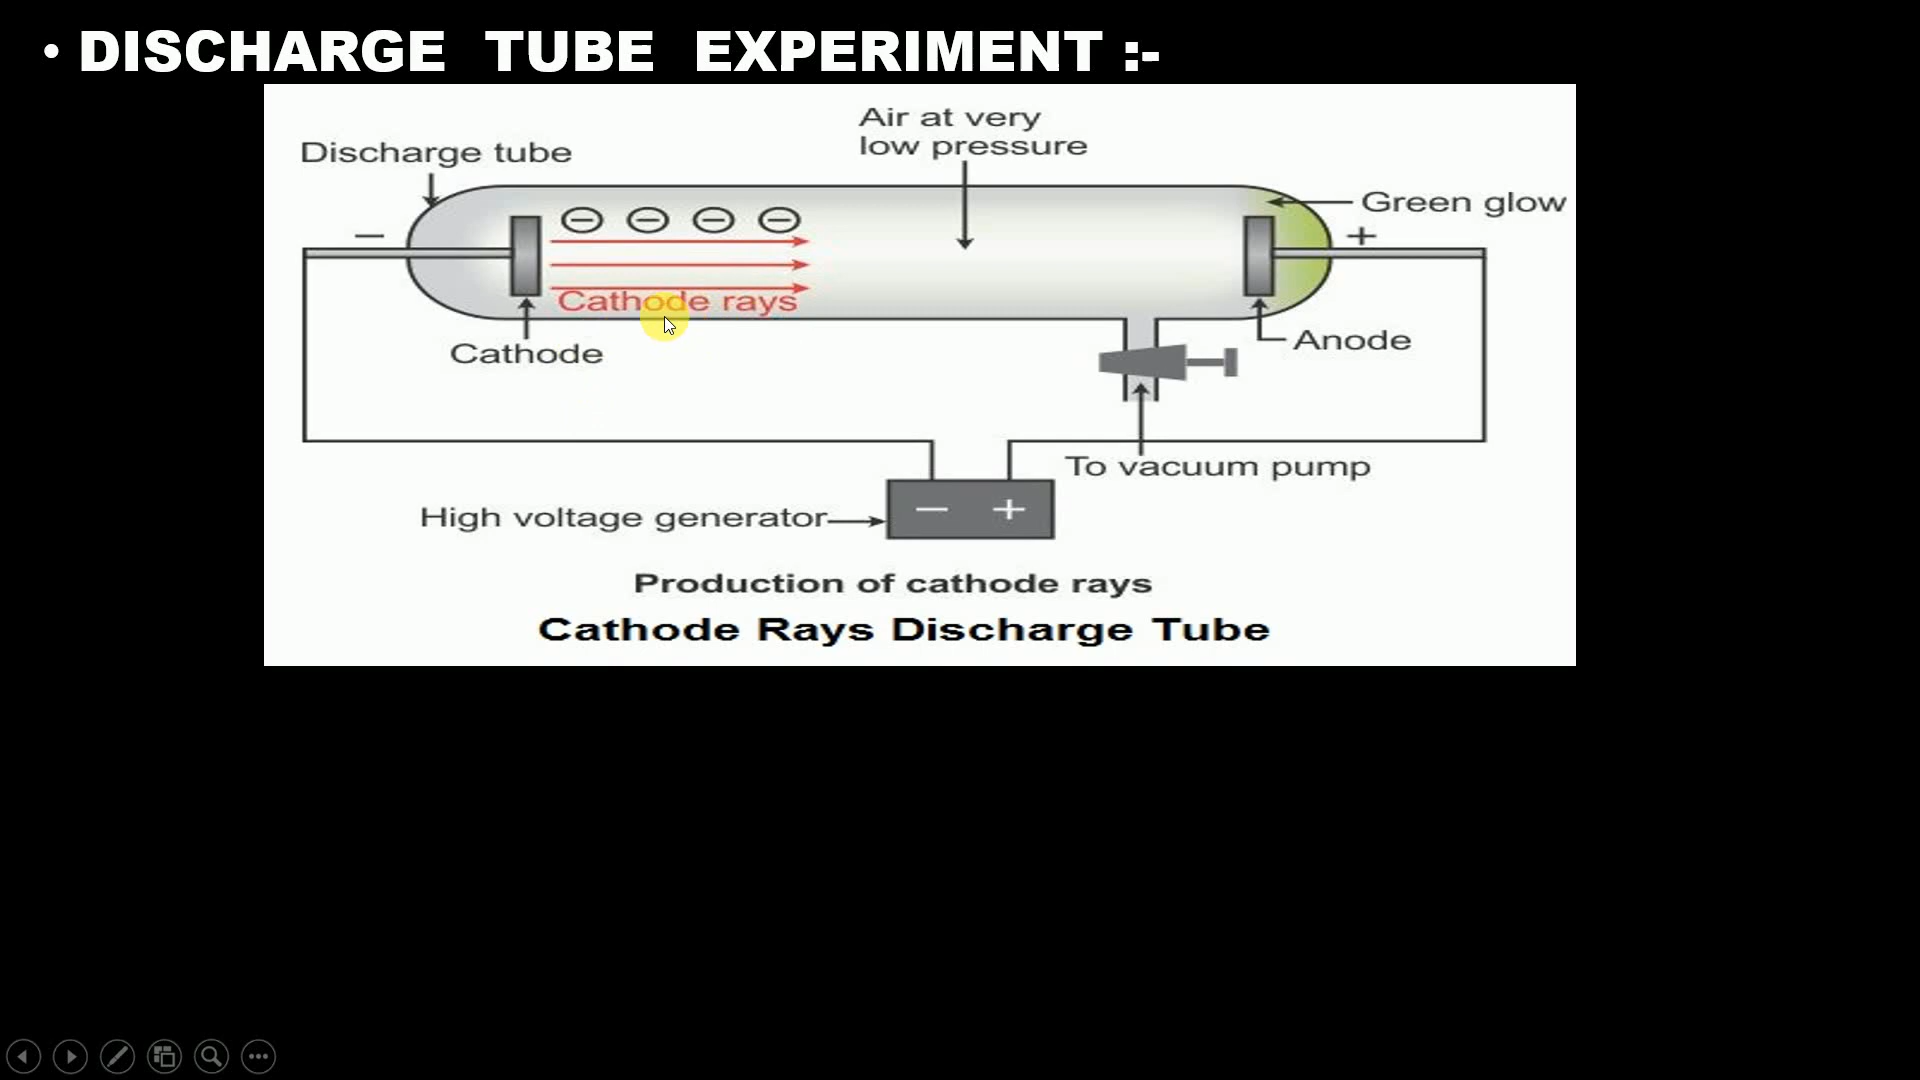 • DISCHARGE TUBE EXPERIMENT :-
Air at very
low pressure
Discharge tube
Green glow
− − − −
−
+
Cathode rays
Cathode
Anode
To vacuum pump
High voltage generator
− +
Production of cathode rays
Cathode Rays Discharge Tube